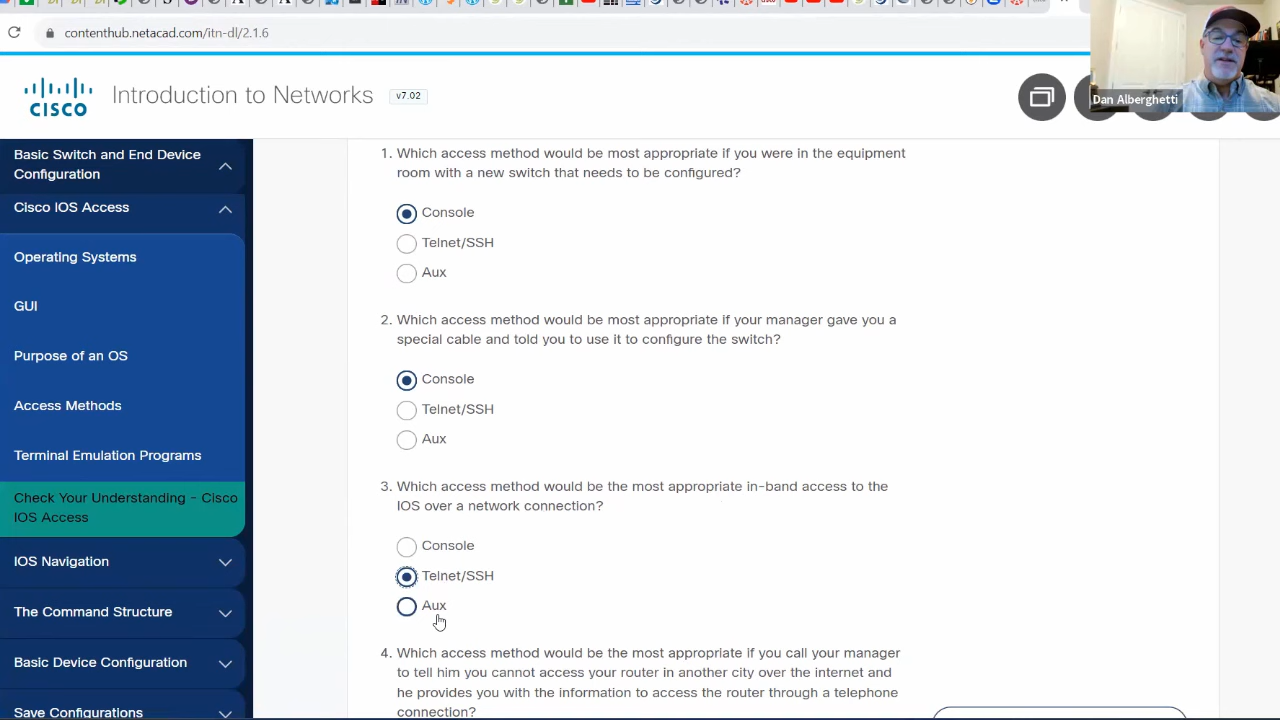 contenthub.netacad.com/itn-dl/2.1.6
Dan Alberghetti
CISCO
Introduction to Networks
v7.02
Basic Switch and End Device
Configuration
Cisco IOS Access
Operating Systems
GUI
Purpose of an OS
Access Methods
Terminal Emulation Programs
Check Your Understanding - Cisco
IOS Access
IOS Navigation
The Command Structure
Basic Device Configuration
Save Configurations
1. Which access method would be most appropriate if you were in the equipment
room with a new switch that needs to be configured?
Console
Telnet/SSH
Aux
2. Which access method would be most appropriate if your manager gave you a
special cable and told you to use it to configure the switch?
Console
Telnet/SSH
Aux
3. Which access method would be the most appropriate in-band access to the
IOS over a network connection?
Console
Telnet/SSH
Aux
4. Which access method would be the most appropriate if you call your manager
to tell him you cannot access your router in another city over the internet and
he provides you with the information to access the router through a telephone
connection?